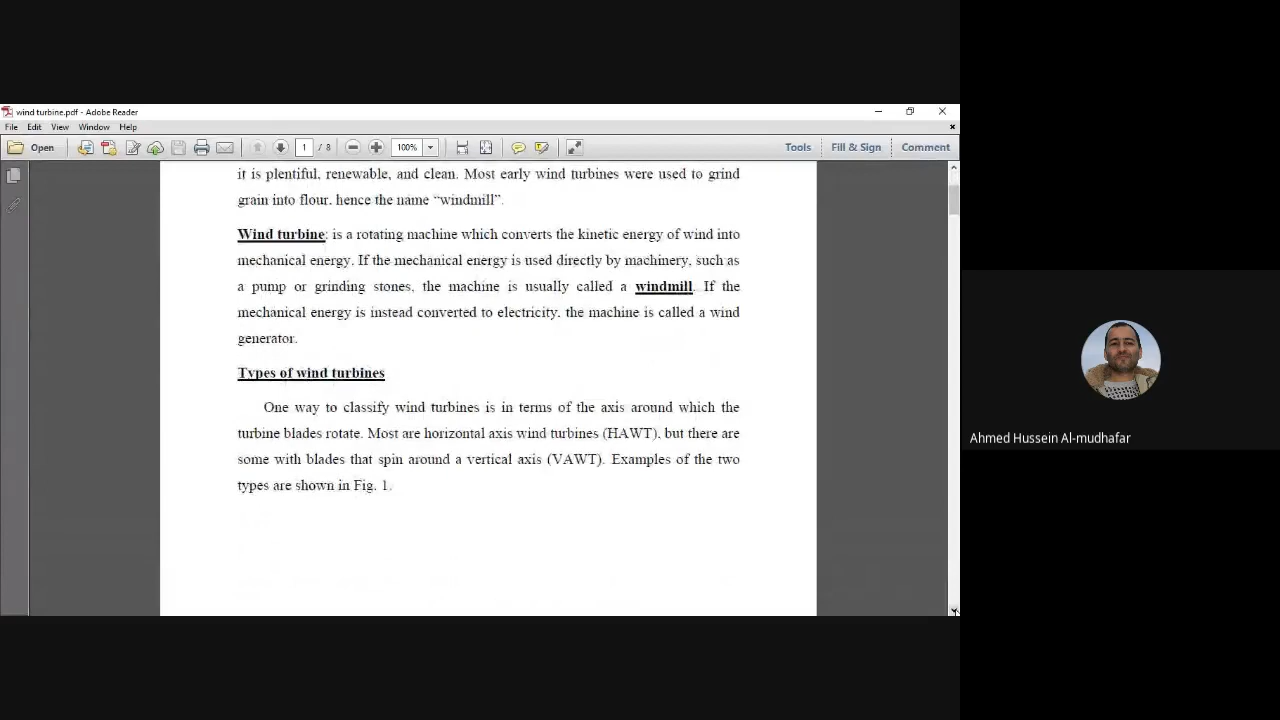 wind turbine.pdf - Adobe Reader
File Edit View Window Help
Open 1 / 8 100% Tools Fill & Sign Comment
it is plentiful, renewable, and clean. Most early wind turbines were used to grind
grain into flour, hence the name “windmill”.
Wind turbine: is a rotating machine which converts the kinetic energy of wind into
mechanical energy. If the mechanical energy is used directly by machinery, such as
a pump or grinding stones, the machine is usually called a windmill. If the
mechanical energy is instead converted to electricity, the machine is called a wind
generator.
Types of wind turbines
One way to classify wind turbines is in terms of the axis around which the
turbine blades rotate. Most are horizontal axis wind turbines (HAWT), but there are
some with blades that spin around a vertical axis (VAWT). Examples of the two
types are shown in Fig. 1.
Ahmed Hussein Al-mudhafar